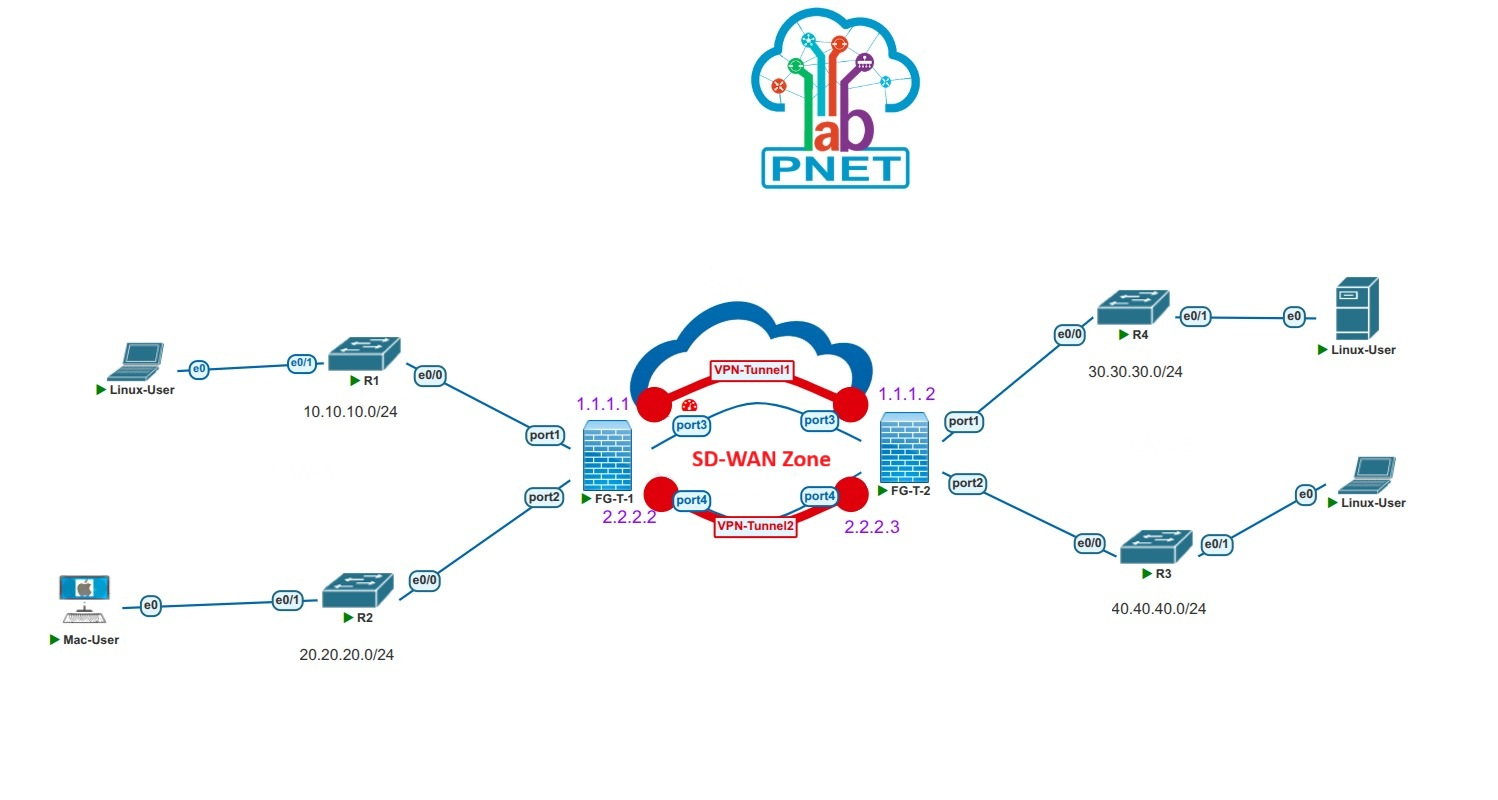 lab
PNET
Linux-User
e0
e0/1
R1
e0/0
10.10.10.0/24
port1
Mac-User
e0
e0/1
R2
e0/0
20.20.20.0/24
port2
1.1.1.1
FG-T-1
2.2.2.2
VPN-Tunnel1
port3
port3
SD-WAN Zone
port4
port4
VPN-Tunnel2
1.1.1. 2
FG-T-2
2.2.2.3
port1
e0/0
R4
e0/1
e0
Linux-User
30.30.30.0/24
port2
e0/0
R3
e0/1
e0
Linux-User
40.40.40.0/24